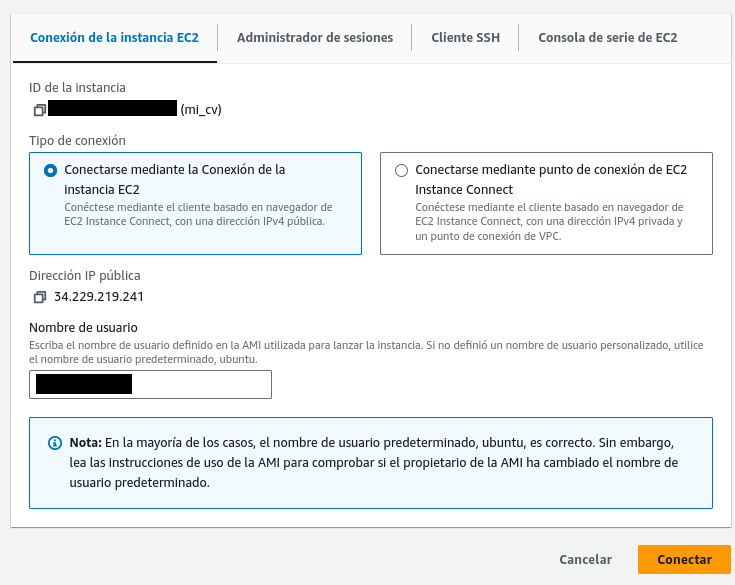 Conexión de la instancia EC2
Administrador de sesiones
Cliente SSH
Consola de serie de EC2
ID de la instancia
(mi_cv)
Tipo de conexión
Conectarse mediante la Conexión de la
instancia EC2
Conéctese mediante el cliente basado en navegador de
EC2 Instance Connect, con una dirección IPv4 pública.
Conectarse mediante punto de conexión de EC2
Instance Connect
Conéctese mediante el cliente basado en navegador de
EC2 Instance Connect, con una dirección IPv4 privada y
un punto de conexión de VPC.
Dirección IP pública
34.229.219.241
Nombre de usuario
Escriba el nombre de usuario definido en la AMI utilizada para lanzar la instancia. Si no definió un nombre de usuario personalizado, utilice
el nombre de usuario predeterminado, ubuntu.
Nota: En la mayoría de los casos, el nombre de usuario predeterminado, ubuntu, es correcto. Sin embargo,
lea las instrucciones de uso de la AMI para comprobar si el propietario de la AMI ha cambiado el nombre de
usuario predeterminado.
Cancelar
Conectar